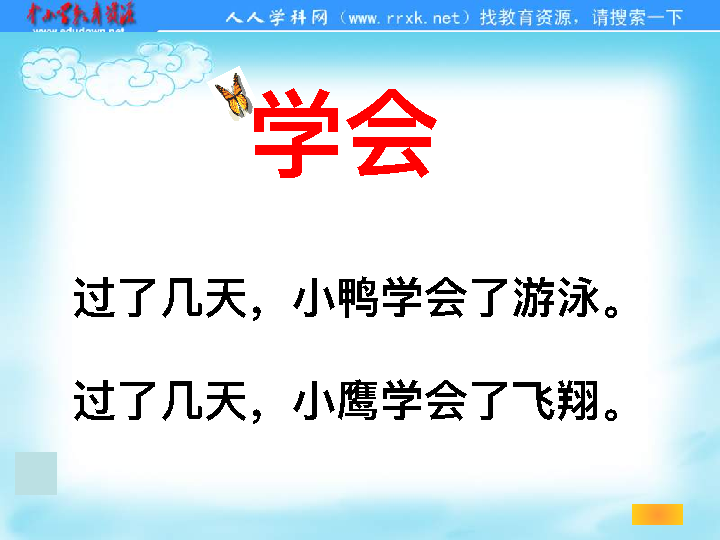 中小学教育资源
www.edudown.net
人人学科网（www.rrxk.net）找教育资源，请搜索一下
学会
过了几天，小鸭学会了游泳。
过了几天，小鹰学会了飞翔。